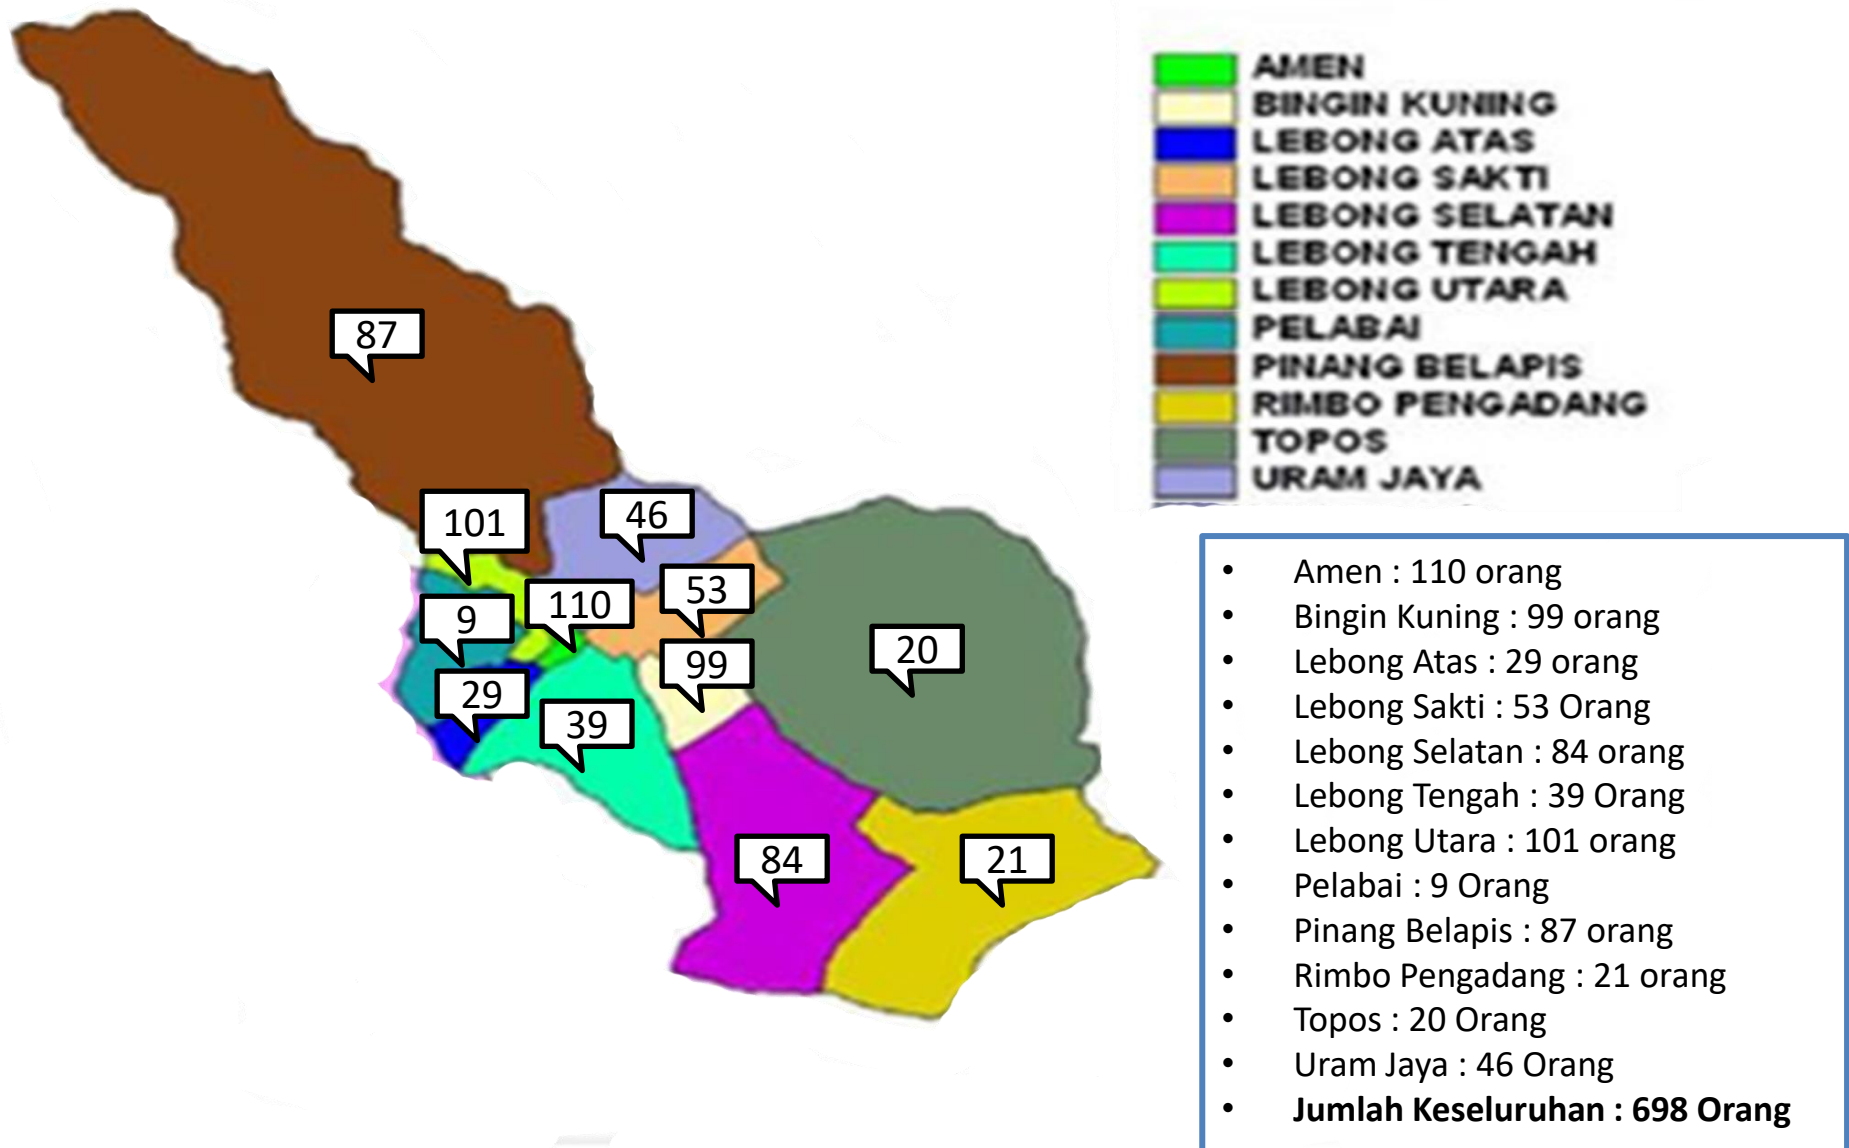 AMEN
BINGIN KUNING
LEBONG ATAS
LEBONG SAKTI
LEBONG SELATAN
LEBONG TENGAH
LEBONG UTARA
PELABAI
PINANG BELAPIS
RIMBO PENGADANG
TOPOS
URAM JAYA
87
101
46
110
53
9
99
20
29
39
84
21
• Amen : 110 orang
• Bingin Kuning : 99 orang
• Lebong Atas : 29 orang
• Lebong Sakti : 53 Orang
• Lebong Selatan : 84 orang
• Lebong Tengah : 39 Orang
• Lebong Utara : 101 orang
• Pelabai : 9 Orang
• Pinang Belapis : 87 orang
• Rimbo Pengadang : 21 orang
• Topos : 20 Orang
• Uram Jaya : 46 Orang
• Jumlah Keseluruhan : 698 Orang